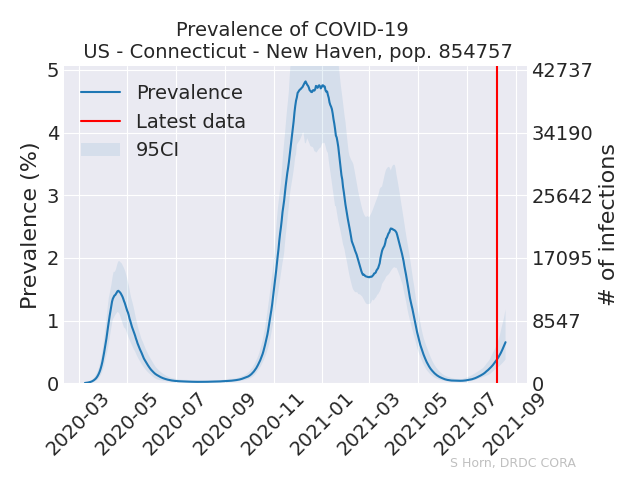 Prevalence of COVID-19
US - Connecticut - New Haven, pop. 854757
Prevalence
Latest data
95CI
Prevalence (%)
5
4
3
2
1
0
42737
34190
25642
17095
8547
0
# of infections
2020-03
2020-05
2020-07
2020-09
2020-11
2021-01
2021-03
2021-05
2021-07
2021-09
S Horn, DRDC CORA